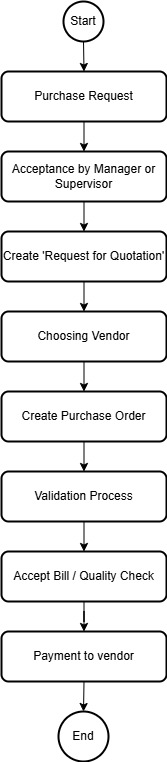 Start
Purchase Request
Acceptance by Manager or
Supervisor
Create 'Request for Quotation'
Choosing Vendor
Create Purchase Order
Validation Process
Accept Bill / Quality Check
Payment to vendor
End